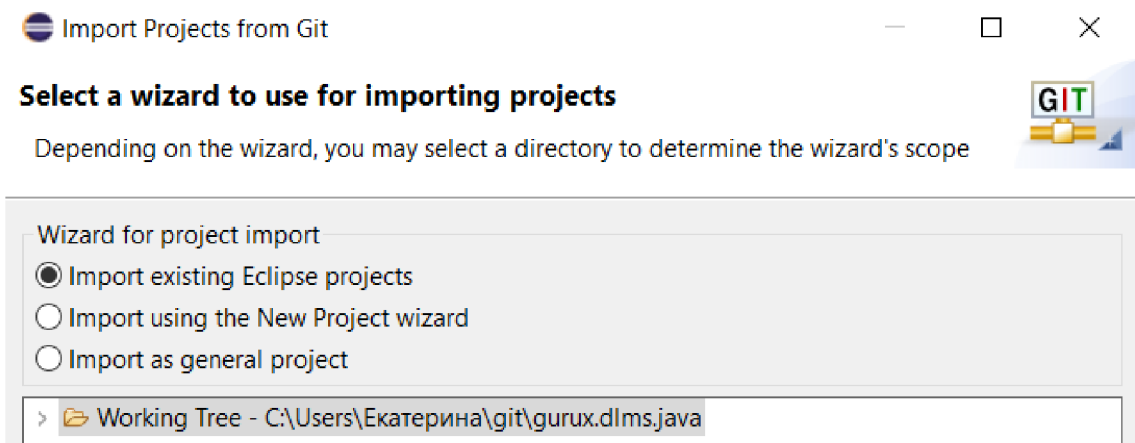 Import Projects from Git
Select a wizard to use for importing projects
GIT
Depending on the wizard, you may select a directory to determine the wizard's scope
Wizard for project import
Import existing Eclipse projects
Import using the New Project wizard
Import as general project
Working Tree - C:\Users\Екатерина\git\gurux.dlms.java